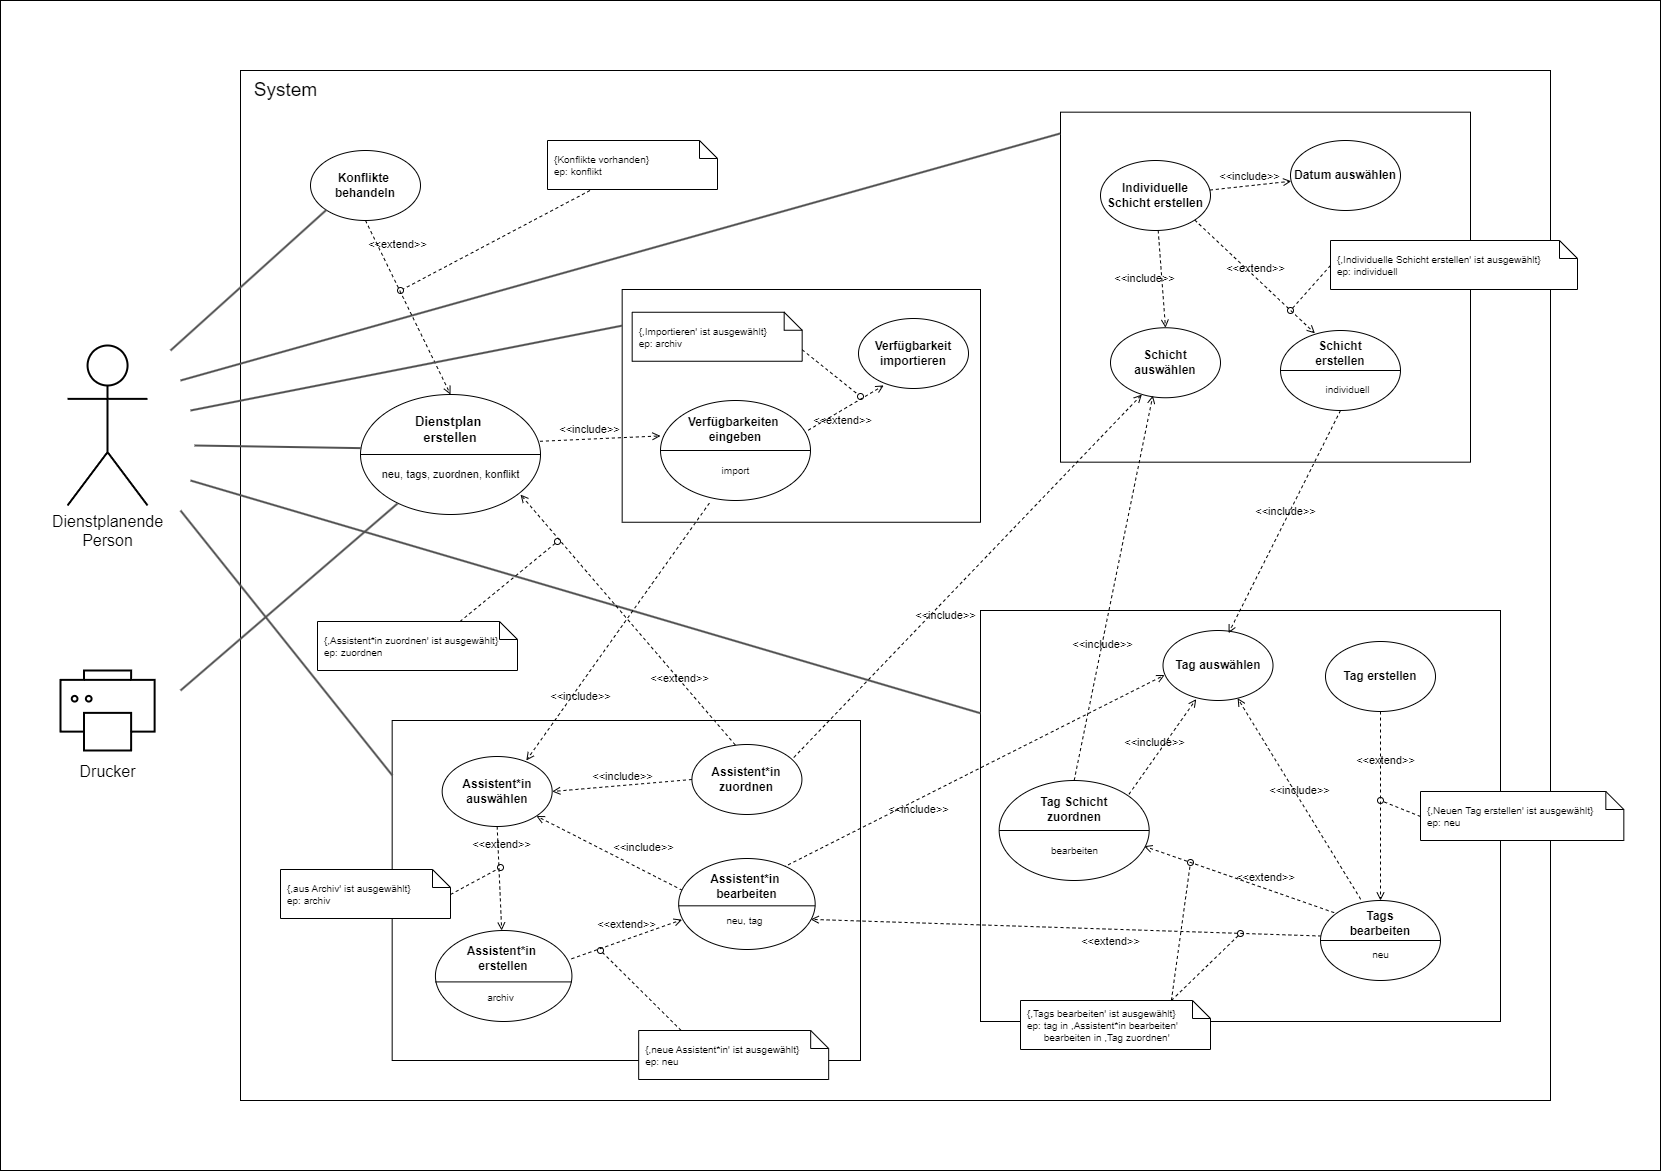 System
Konflikte
behandeln
{Konflikte vorhanden}
ep: konflikt
<<extend>>
Individuelle
Schicht erstellen
<<include>>
Datum auswählen
{‚Individuelle Schicht erstellen' ist ausgewählt}
ep: individuell
<<include>>
<<extend>>
Schicht
auswählen
Schicht
erstellen
individuell
{‚Importieren' ist ausgewählt}
ep: archiv
Verfügbarkeit
importieren
<<extend>>
Verfügbarkeiten
eingeben
import
<<include>>
Dienstplan
erstellen
neu, tags, zuordnen, konflikt
Dienstplanende
Person
Drucker
{‚Assistent*in zuordnen' ist ausgewählt}
ep: zuordnen
<<include>>
<<extend>>
<<include>>
<<include>>
<<include>>
Assistent*in
auswählen
<<include>>
Assistent*in
zuordnen
<<extend>>
<<include>>
{‚aus Archiv' ist ausgewählt}
ep: archiv
Assistent*in
bearbeiten
neu, tag
<<extend>>
Assistent*in
erstellen
archiv
{‚neue Assistent*in' ist ausgewählt}
ep: neu
<<include>>
Tag auswählen
Tag erstellen
<<include>>
<<extend>>
<<include>>
{‚Neuen Tag erstellen' ist ausgewählt}
ep: neu
Tag Schicht
zuordnen
bearbeiten
<<extend>>
Tags
bearbeiten
neu
<<extend>>
{‚Tags bearbeiten' ist ausgewählt}
ep: tag in ‚Assistent*in bearbeiten'
bearbeiten in ‚Tag zuordnen'